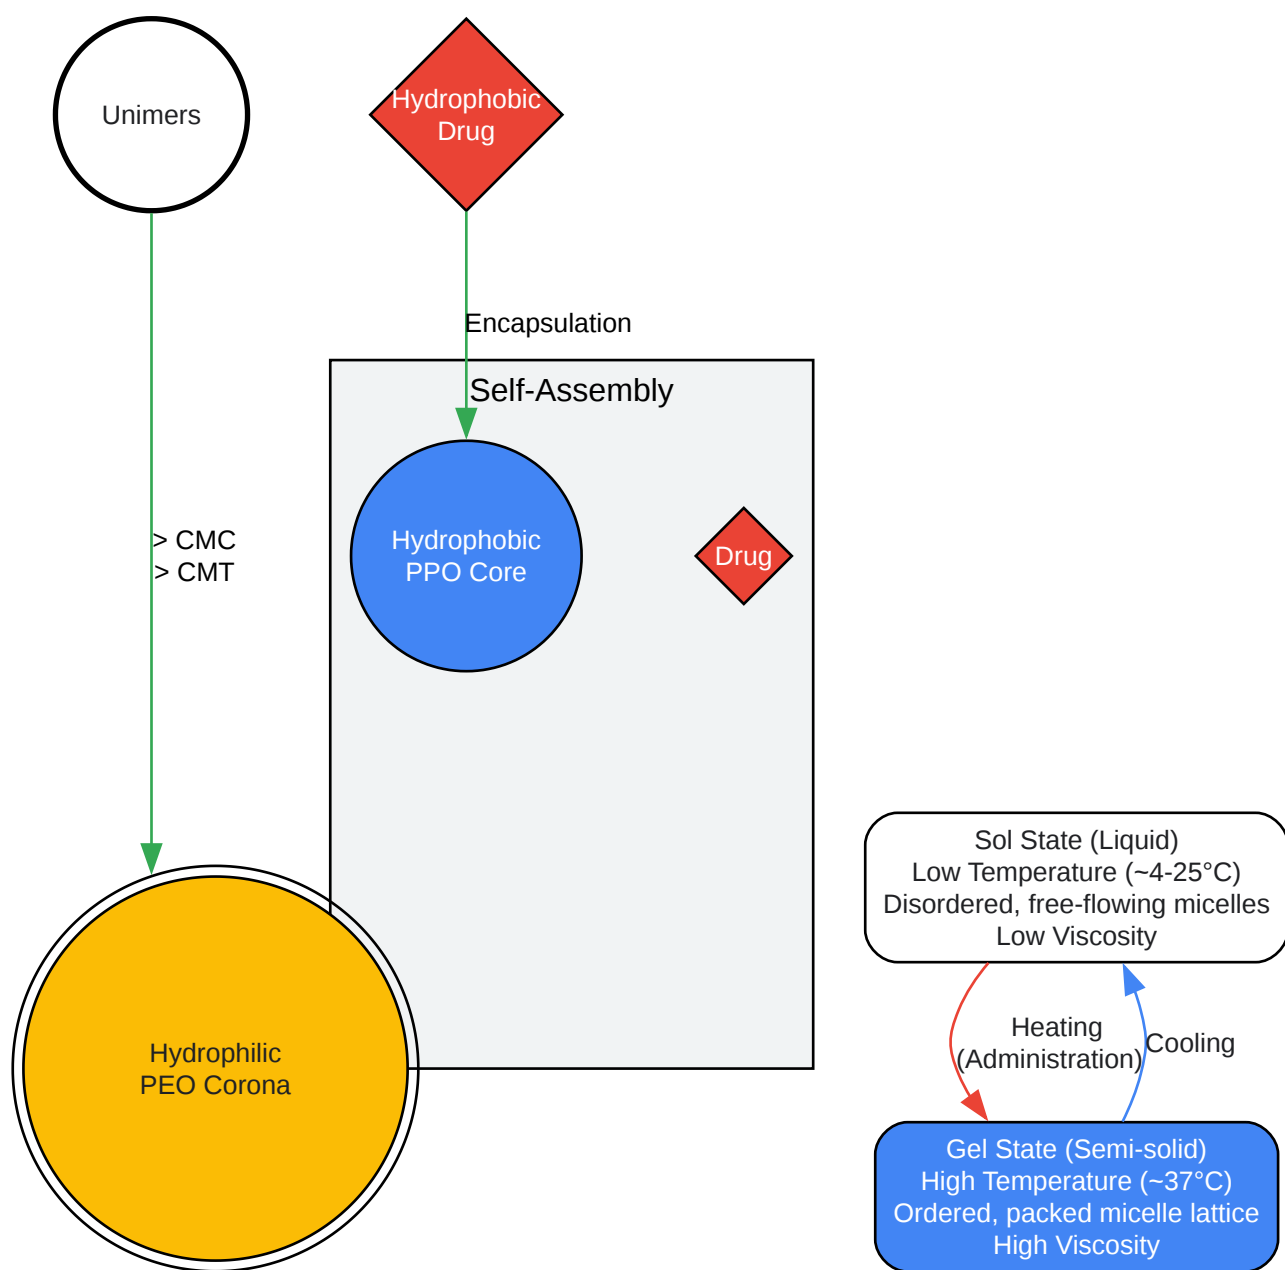 Unimers
Hydrophobic
Drug
Encapsulation
Self-Assembly
> CMC
> CMT
Hydrophobic
PPO Core
Drug
Hydrophilic
PEO Corona
Sol State (Liquid)
Low Temperature (~4-25°C)
Disordered, free-flowing micelles
Low Viscosity
Heating
(Administration)
Cooling
Gel State (Semi-solid)
High Temperature (~37°C)
Ordered, packed micelle lattice
High Viscosity